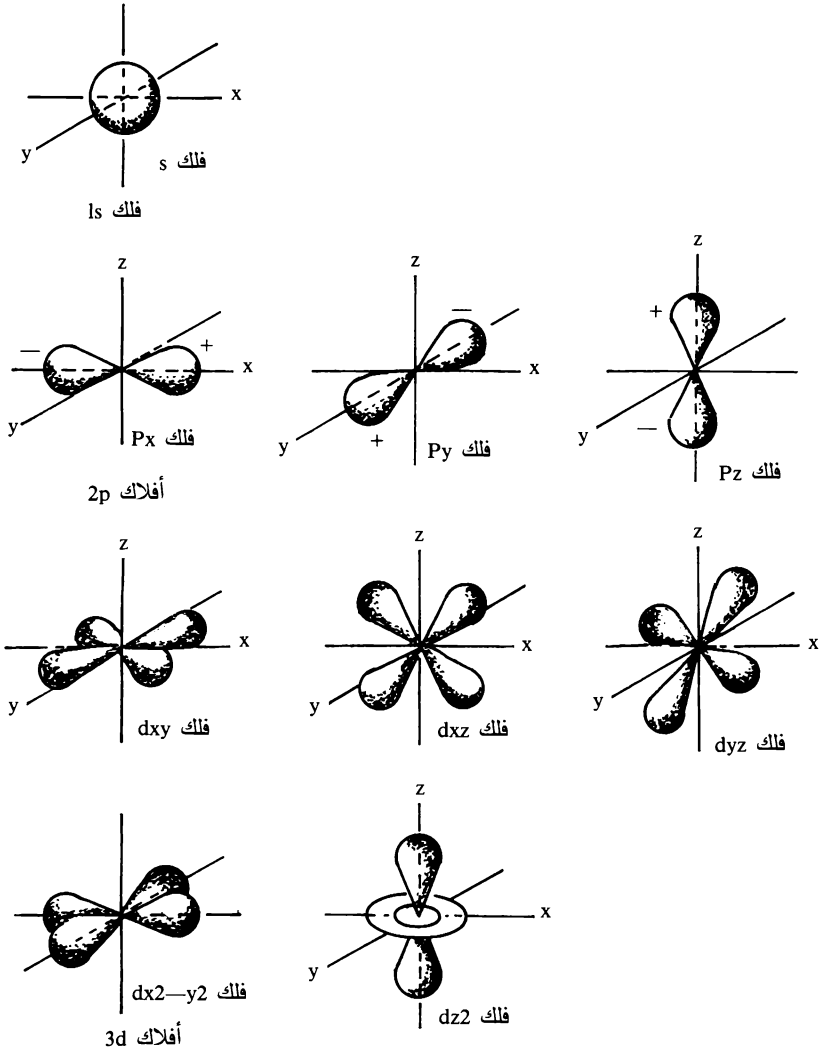 x
y
فلك s
فلك ls
z
z
z
—
+
x
y
فلك Px
—
x
y
+
فلك Py
+
—
y
فلك Pz
أفلاك 2p
z
z
z
x
y
فلك dxy
x
y
فلك dxz
x
y
فلك dyz
فلك dx2—y2
أفلاك 3d
z
x
y
فلك dz2